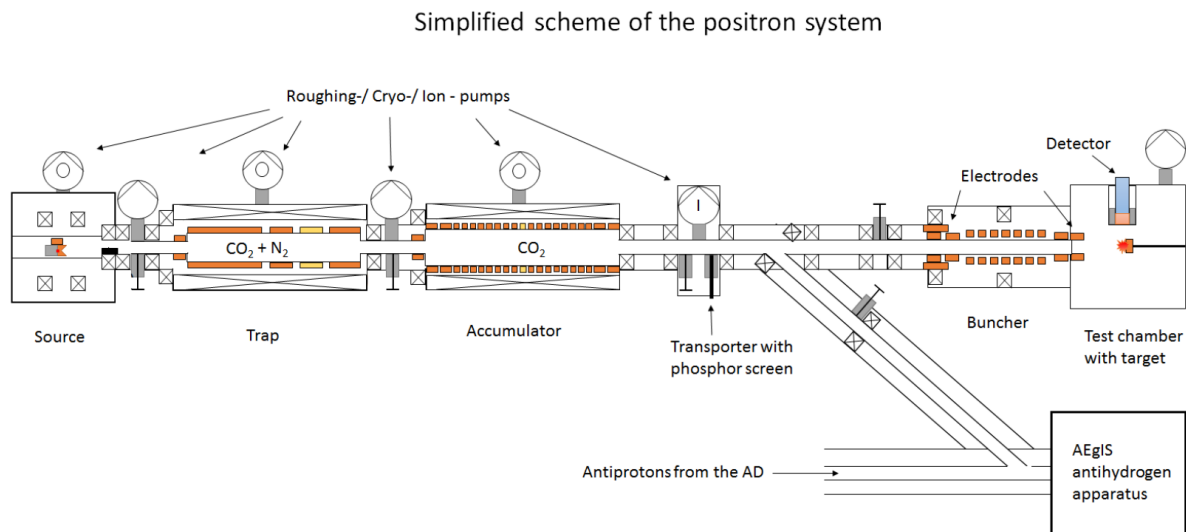 Simplified scheme of the positron system
Roughing-/ Cryo-/ Ion - pumps
Detector
Electrodes
I
CO2 + N2
CO2
Source
Trap
Accumulator
Transporter with
phosphor screen
Buncher
Test chamber
with target
Antiprotons from the AD
AEgIS
antihydrogen
apparatus